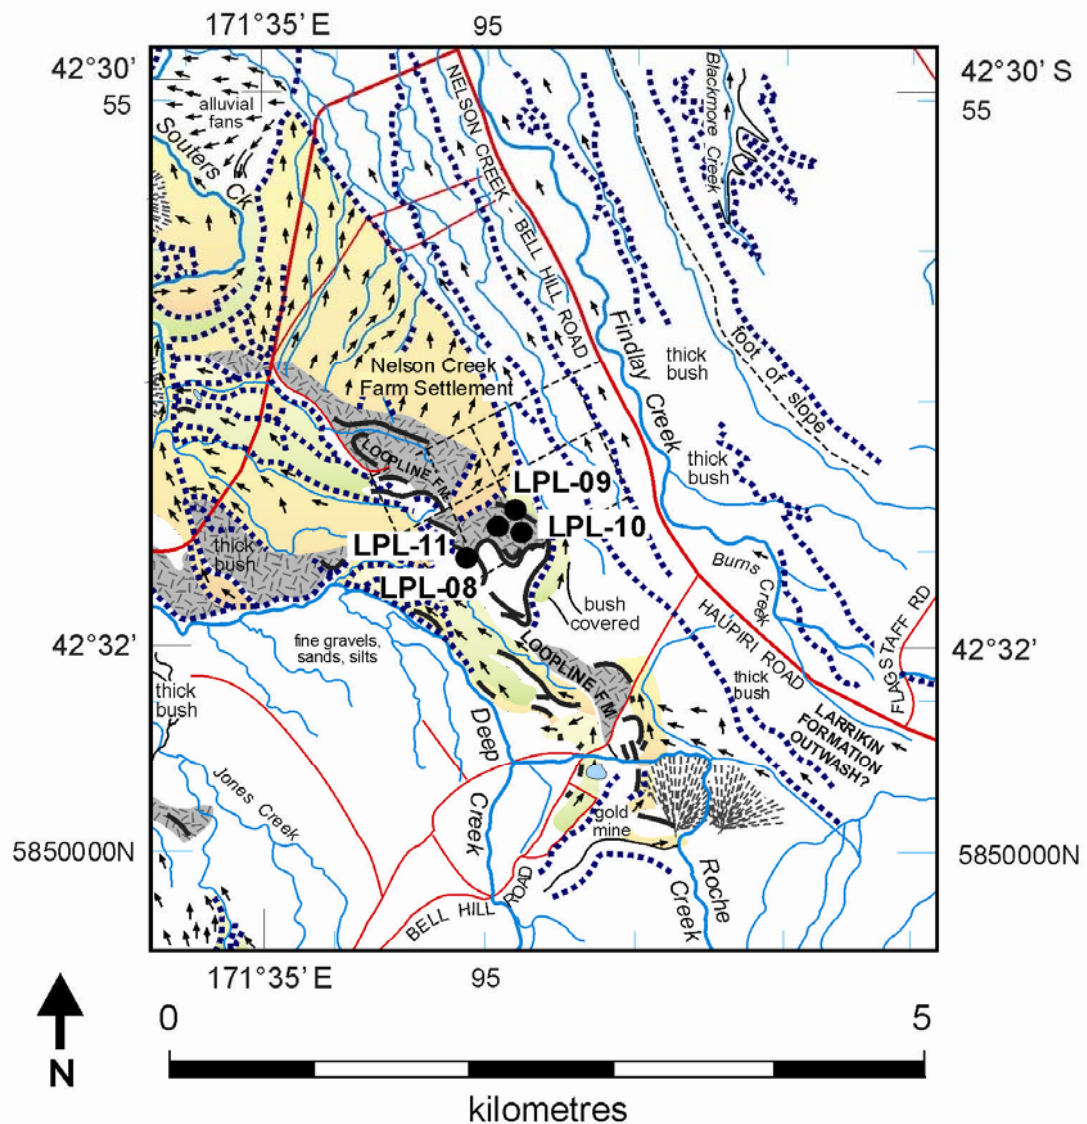 171°35' E
95
42°30'
42°30' S
55
55
alluvial
fans
Souters Ck
NELSON CREEK - BELL HILL ROAD
Blackmore Creek
Findlay Creek
thick
bush
foot of slope
Nelson Creek
Farm Settlement
LOOPLINE FM
thick
bush
LPL-09
LPL-10
LPL-11
LPL-08
thick
bush
Burns Creek
bush
covered
HAUPIRI ROAD
FLAGSTAFF RD
42°32'
42°32'
fine gravels,
sands, silts
LOOPLINE FM
thick
bush
thick
bush
LARRIKIN
FORMATION
OUTWASH?
Deep Creek
Jones Creek
gold
mine
5850000N
5850000N
BELL HILL ROAD
Roche Creek
171°35' E
95
N
0
5
kilometres